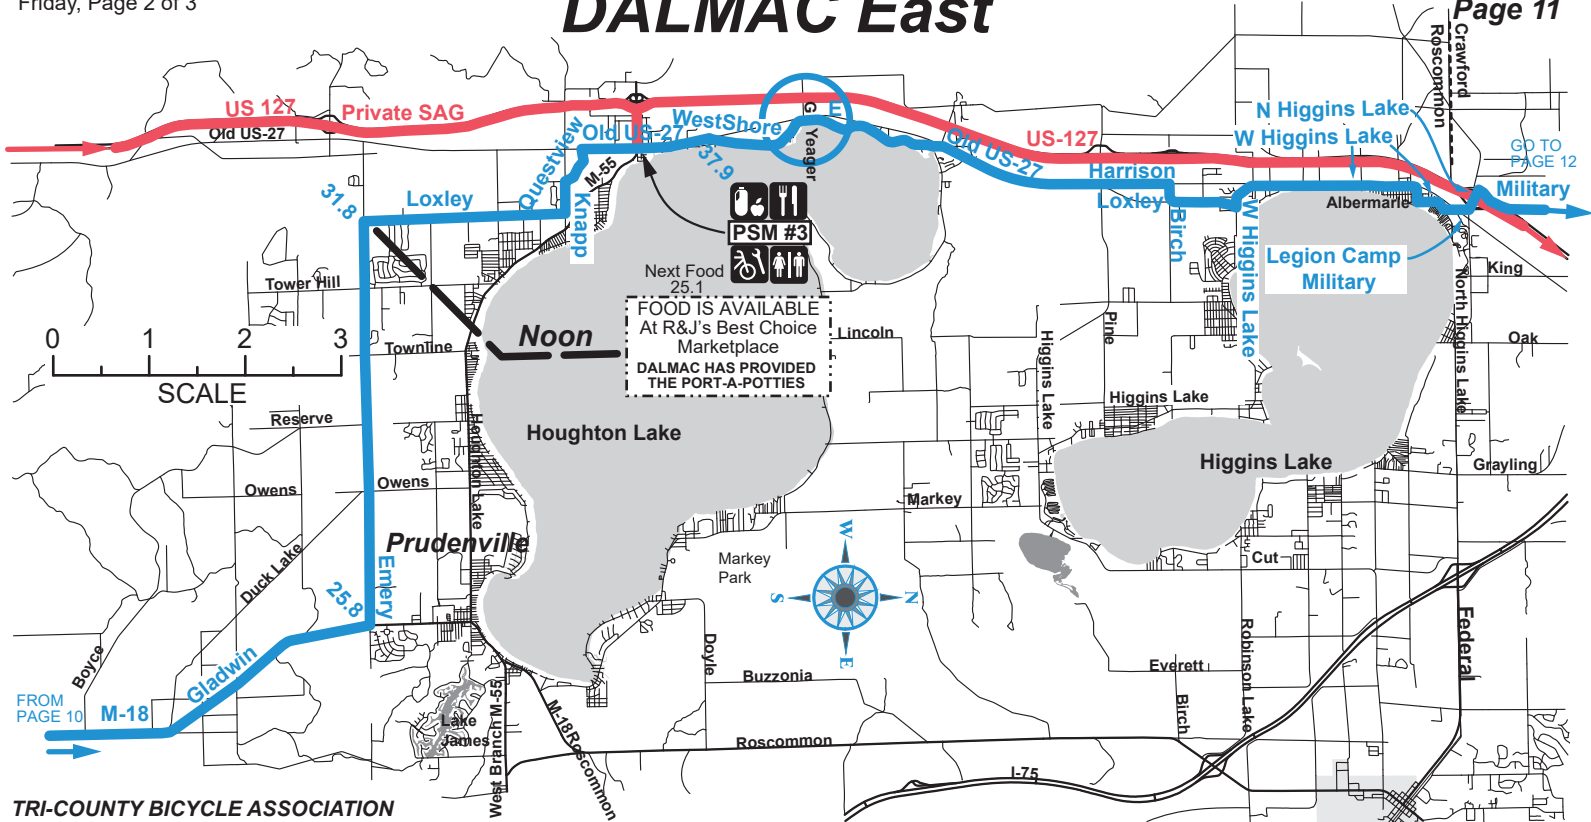 Friday, Page 2 of 3
DALMAC East
Page 11
Crawford
Roscommon
US 127
Private SAG
Old US-27
Questview
Old US-27
WestShore
G
E
Yeager
Old US-27
US-127
N Higgins Lake
W Higgins Lake
GO TO
PAGE 12
Military
31.8
Loxley
Knapp
M-55
37.9
PSM #3
Next Food
25.1
Harrison
Loxley
Birch
W Higgins Lake
Albermarle
Legion Camp
Military
King
North Higgins Lake
Oak
Tower Hill
0 1 2 3
SCALE
Townline
Noon
FOOD IS AVAILABLE
At R&J's Best Choice
Marketplace
DALMAC HAS PROVIDED
THE PORT-A-POTTIES
Lincoln
Higgins Lake
Pine
Higgins Lake
Reserve
Houghton Lake
Houghton Lake
Higgins Lake
Grayling
Owens
Owens
Markey
Prudenville
Duck Lake
Emery
25.8
Markey
Park
W
S
N
E
Cut
Federal
Boyce
Gladwin
FROM
PAGE 10
M-18
Lake
James
West Branch M-55
M-18
Roscommon
Doyle
Buzzonia
Roscommon
Everett
Birch
Robinson Lake
I-75
TRI-COUNTY BICYCLE ASSOCIATION